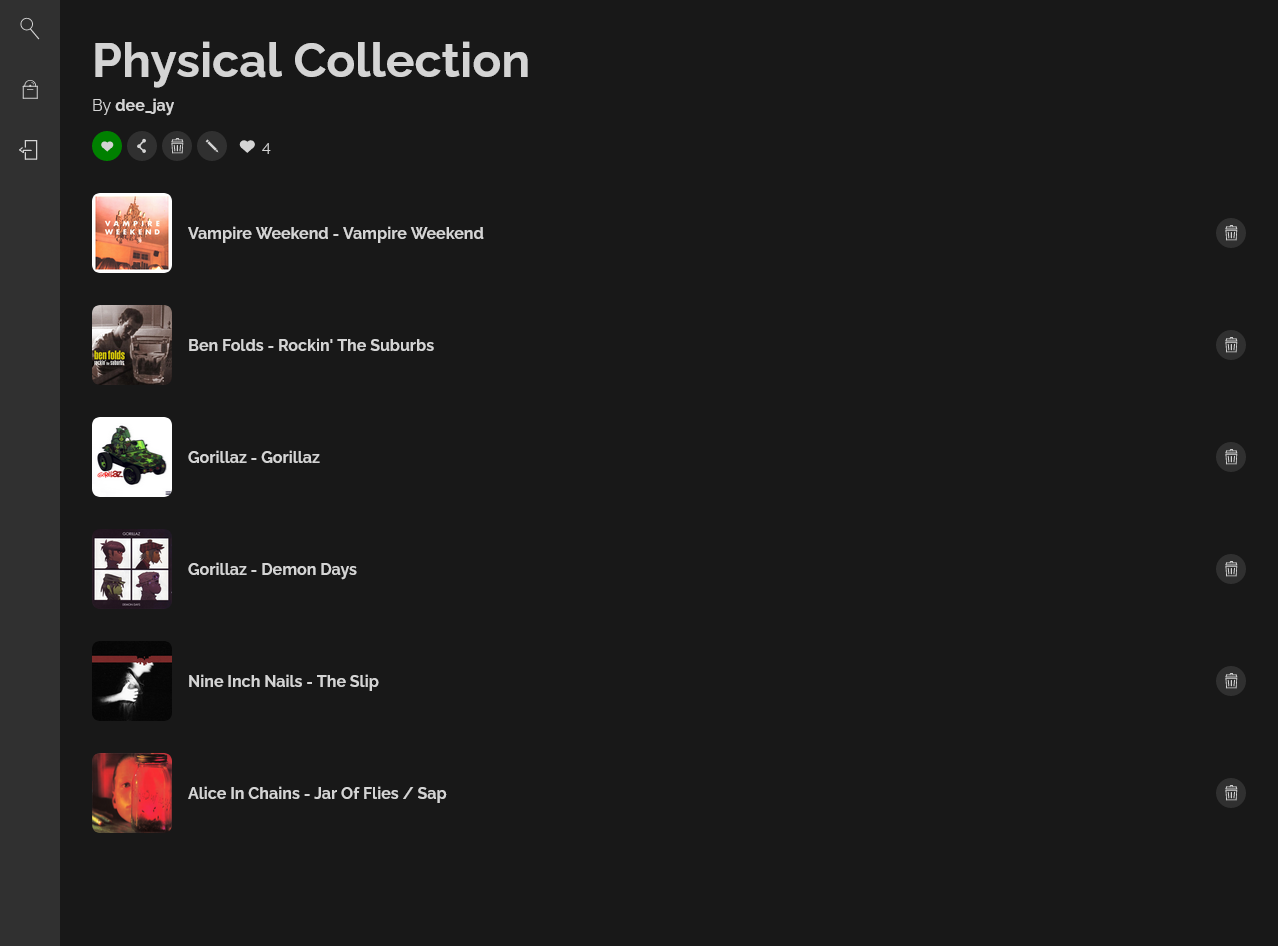 Physical Collection
By dee_jay
4
VAMPIRE
WEEKEND
Vampire Weekend - Vampire Weekend
ben folds
rockin' the suburbs
Ben Folds - Rockin' The Suburbs
Gorillaz - Gorillaz
GORILLAZ
DEMON DAYS
Gorillaz - Demon Days
Nine Inch Nails - The Slip
Alice In Chains - Jar Of Flies / Sap